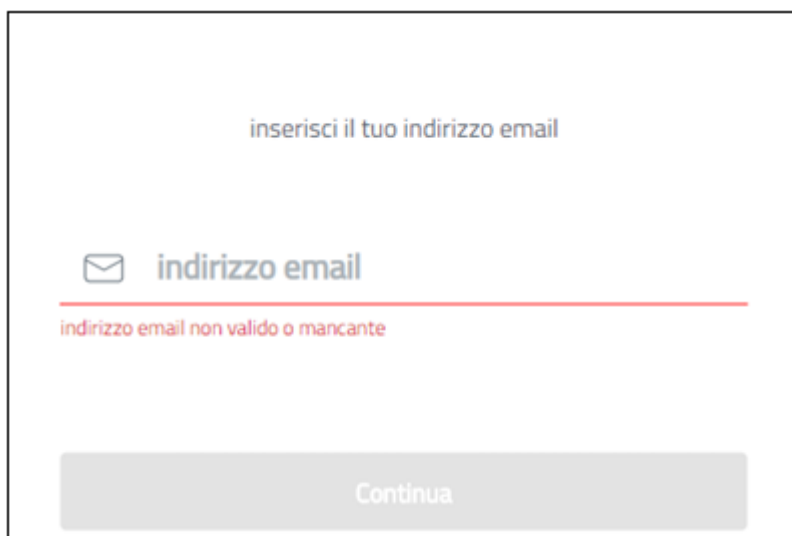 inserisci il tuo indirizzo email
indirizzo email
indirizzo email non valido o mancante
Continua